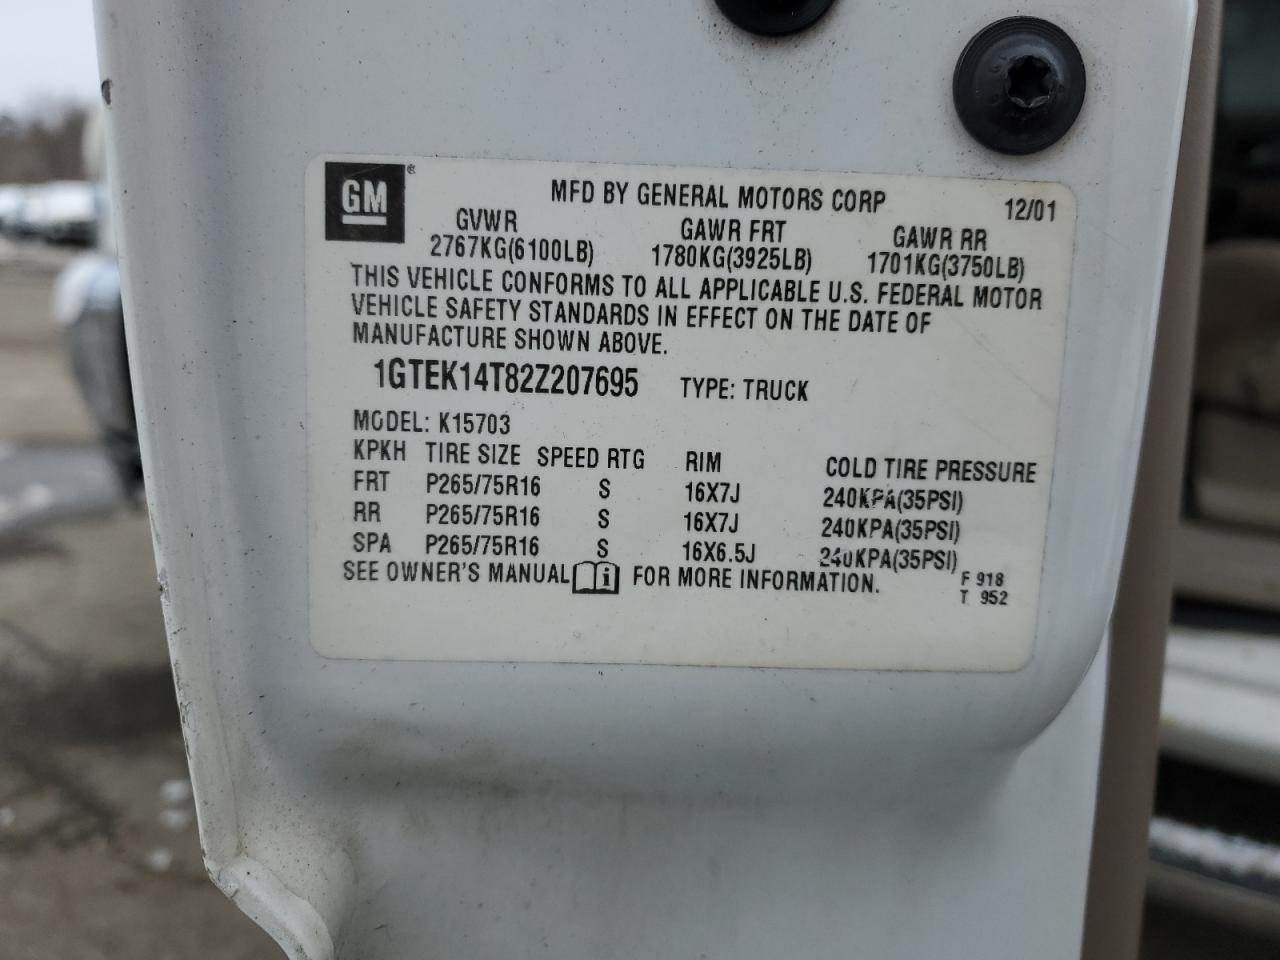 GM®
MFD BY GENERAL MOTORS CORP 12/01
GVWR GAWR FRT GAWR RR
2767KG(6100LB) 1780KG(3925LB) 1701KG(3750LB)
THIS VEHICLE CONFORMS TO ALL APPLICABLE U.S. FEDERAL MOTOR
VEHICLE SAFETY STANDARDS IN EFFECT ON THE DATE OF
MANUFACTURE SHOWN ABOVE.
1GTEK14T82Z207695 TYPE: TRUCK
MODEL: K15703
KPKH TIRE SIZE SPEED RTG RIM COLD TIRE PRESSURE
FRT P265/75R16 S 16X7J 240KPA(35PSI)
RR P265/75R16 S 16X7J 240KPA(35PSI)
SPA P265/75R16 S 16X6.5J 240KPA(35PSI)
SEE OWNER'S MANUAL i FOR MORE INFORMATION.
F 918
T 952